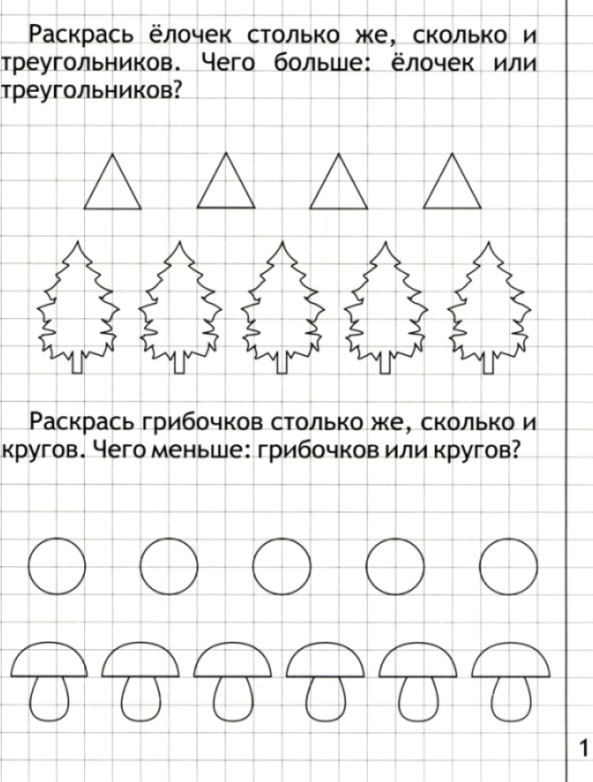 Раскрась ёлочек столько же, сколько и
треугольников. Чего больше: ёлочек или
треугольников?
Раскрась грибочков столько же, сколько и
кругов. Чего меньше: грибочков или кругов?
1